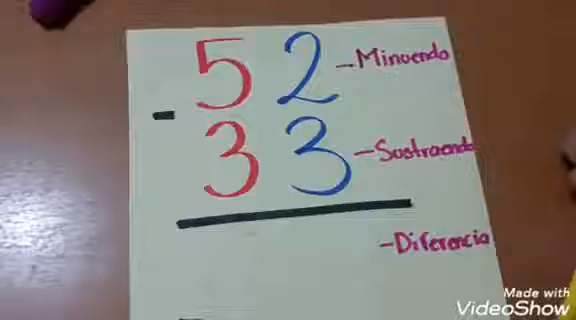 52 - Minuendo
- 33 - Sustraendo
- Diferencia
Made with
VideoShow